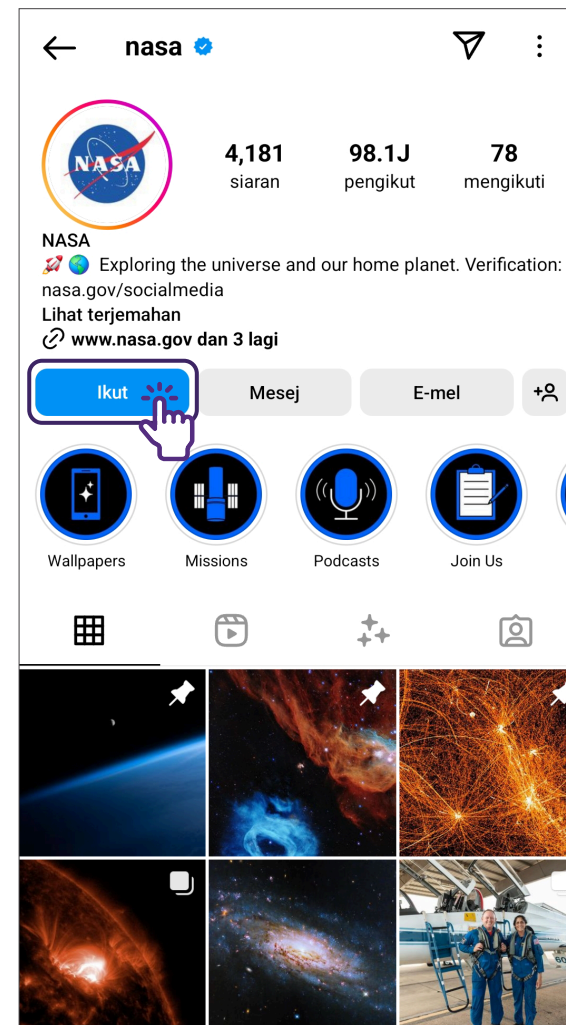 nasa
NASA
4,181 98.1J 78
siaran pengikut mengikuti
NASA
🚀 🌎 Exploring the universe and our home planet. Verification:
nasa.gov/socialmedia
Lihat terjemahan
www.nasa.gov dan 3 lagi
Ikut Mesej E-mel
Wallpapers Missions Podcasts Join Us